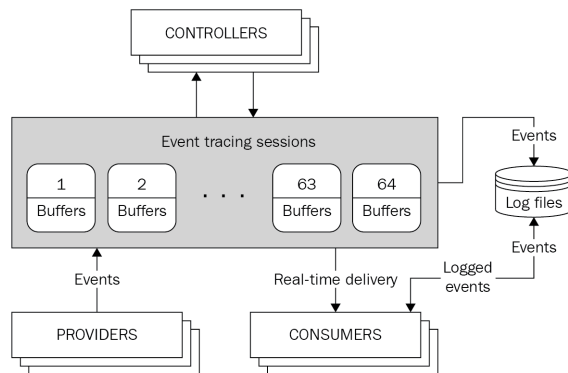 CONTROLLERS
Event tracing sessions
1 2 . . . 63 64
Buffers Buffers Buffers Buffers
Events
Log files
Events
Events
Real-time delivery
Logged
events
PROVIDERS
CONSUMERS